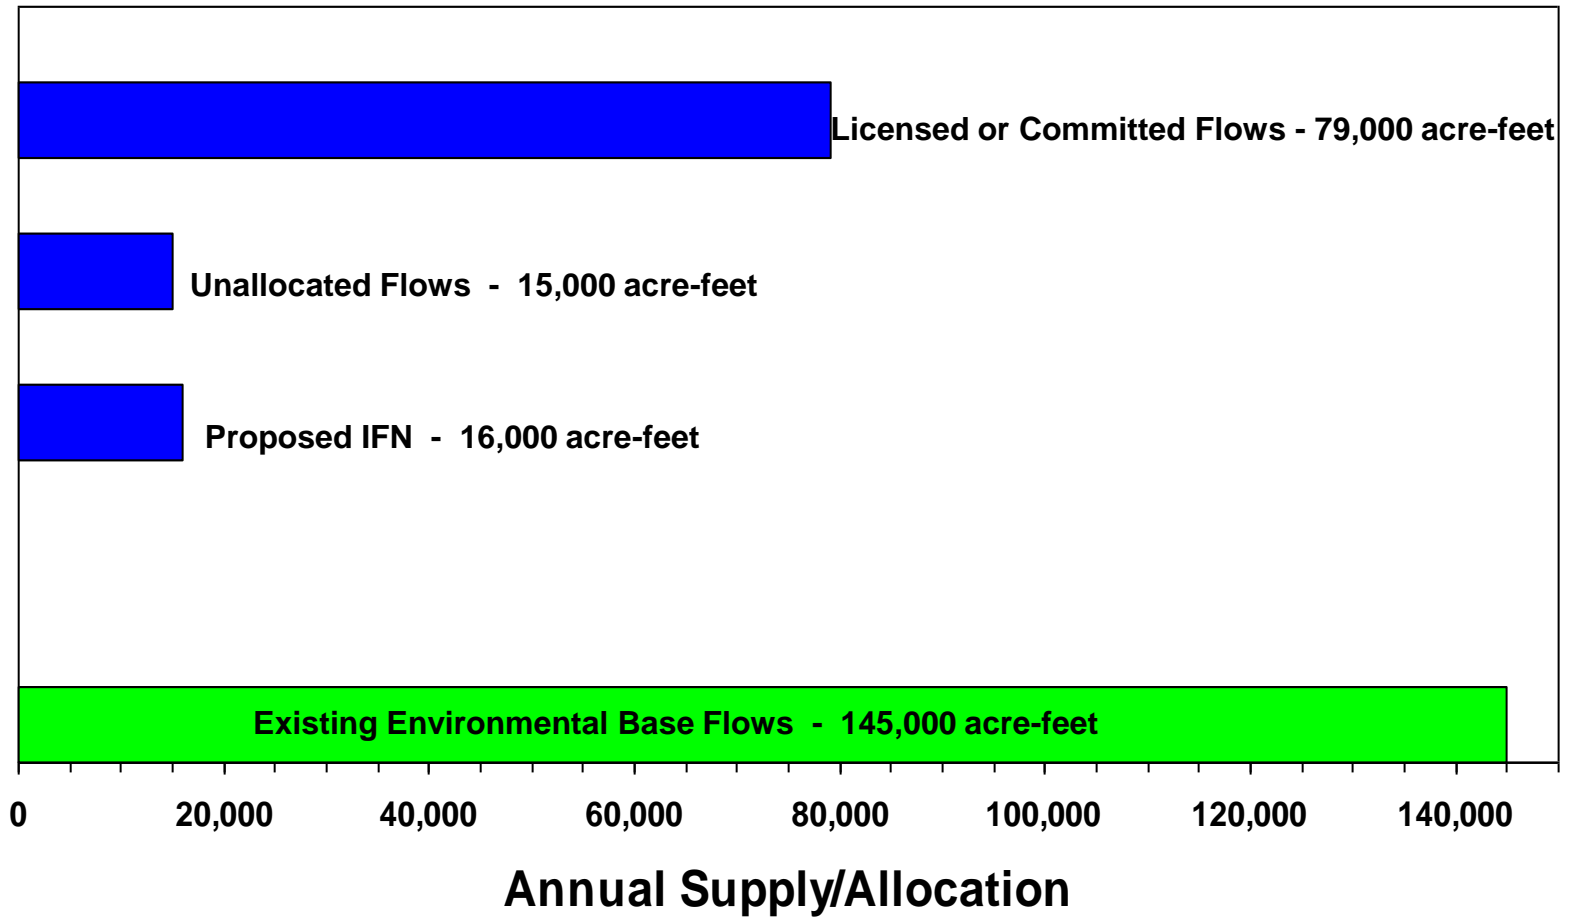 Licensed or Committed Flows - 79,000 acre-feet
Unallocated Flows - 15,000 acre-feet
Proposed IFN - 16,000 acre-feet
Existing Environmental Base Flows - 145,000 acre-feet
0 20,000 40,000 60,000 80,000 100,000 120,000 140,000
Annual Supply/Allocation